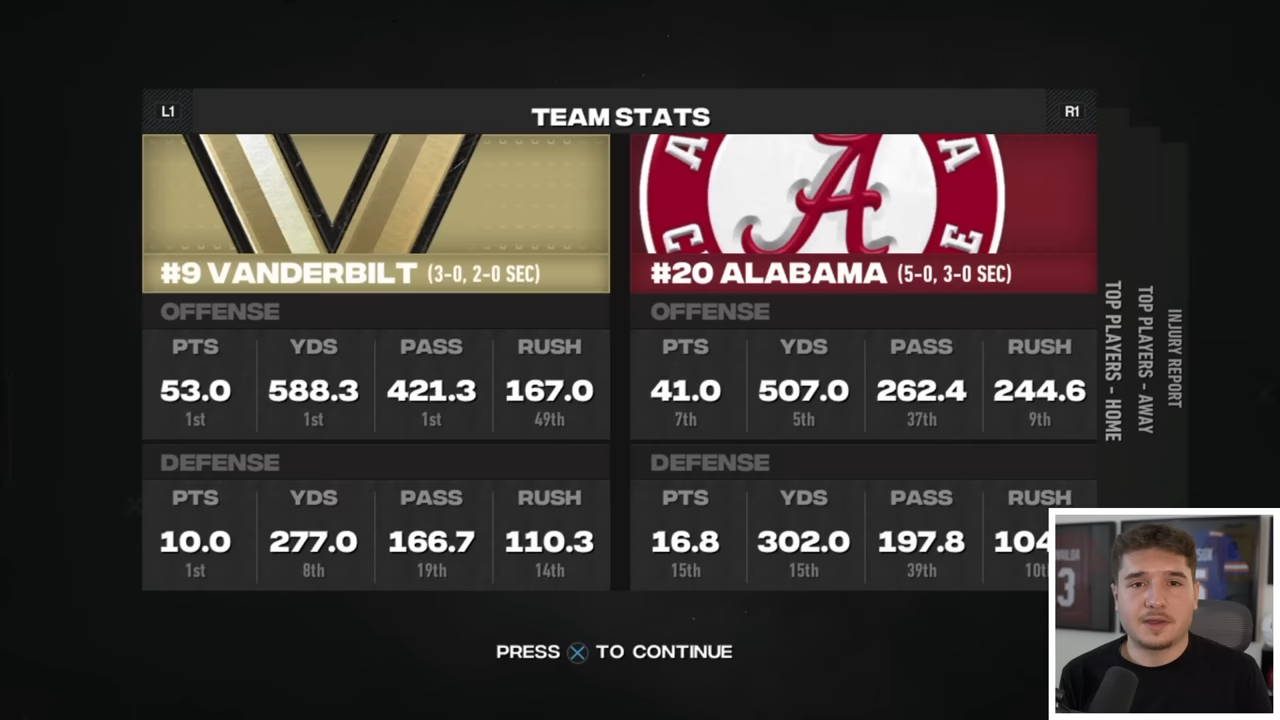 L1 TEAM STATS R1
#9 VANDERBILT (3-0, 2-0 SEC)
OFFENSE
PTS YDS PASS RUSH
53.0 588.3 421.3 167.0
1st 1st 1st 49th
DEFENSE
PTS YDS PASS RUSH
10.0 277.0 166.7 110.3
1st 8th 19th 14th
A A
A
C E
#20 ALABAMA (5-0, 3-0 SEC)
OFFENSE
PTS YDS PASS RUSH
41.0 507.0 262.4 244.6
7th 5th 37th 9th
DEFENSE
PTS YDS PASS RUSH
16.8 302.0 197.8 104
15th 15th 39th 10t
TOP PLAYERS - HOME
TOP PLAYERS - AWAY
INJURY REPORT
PRESS TO CONTINUE
3